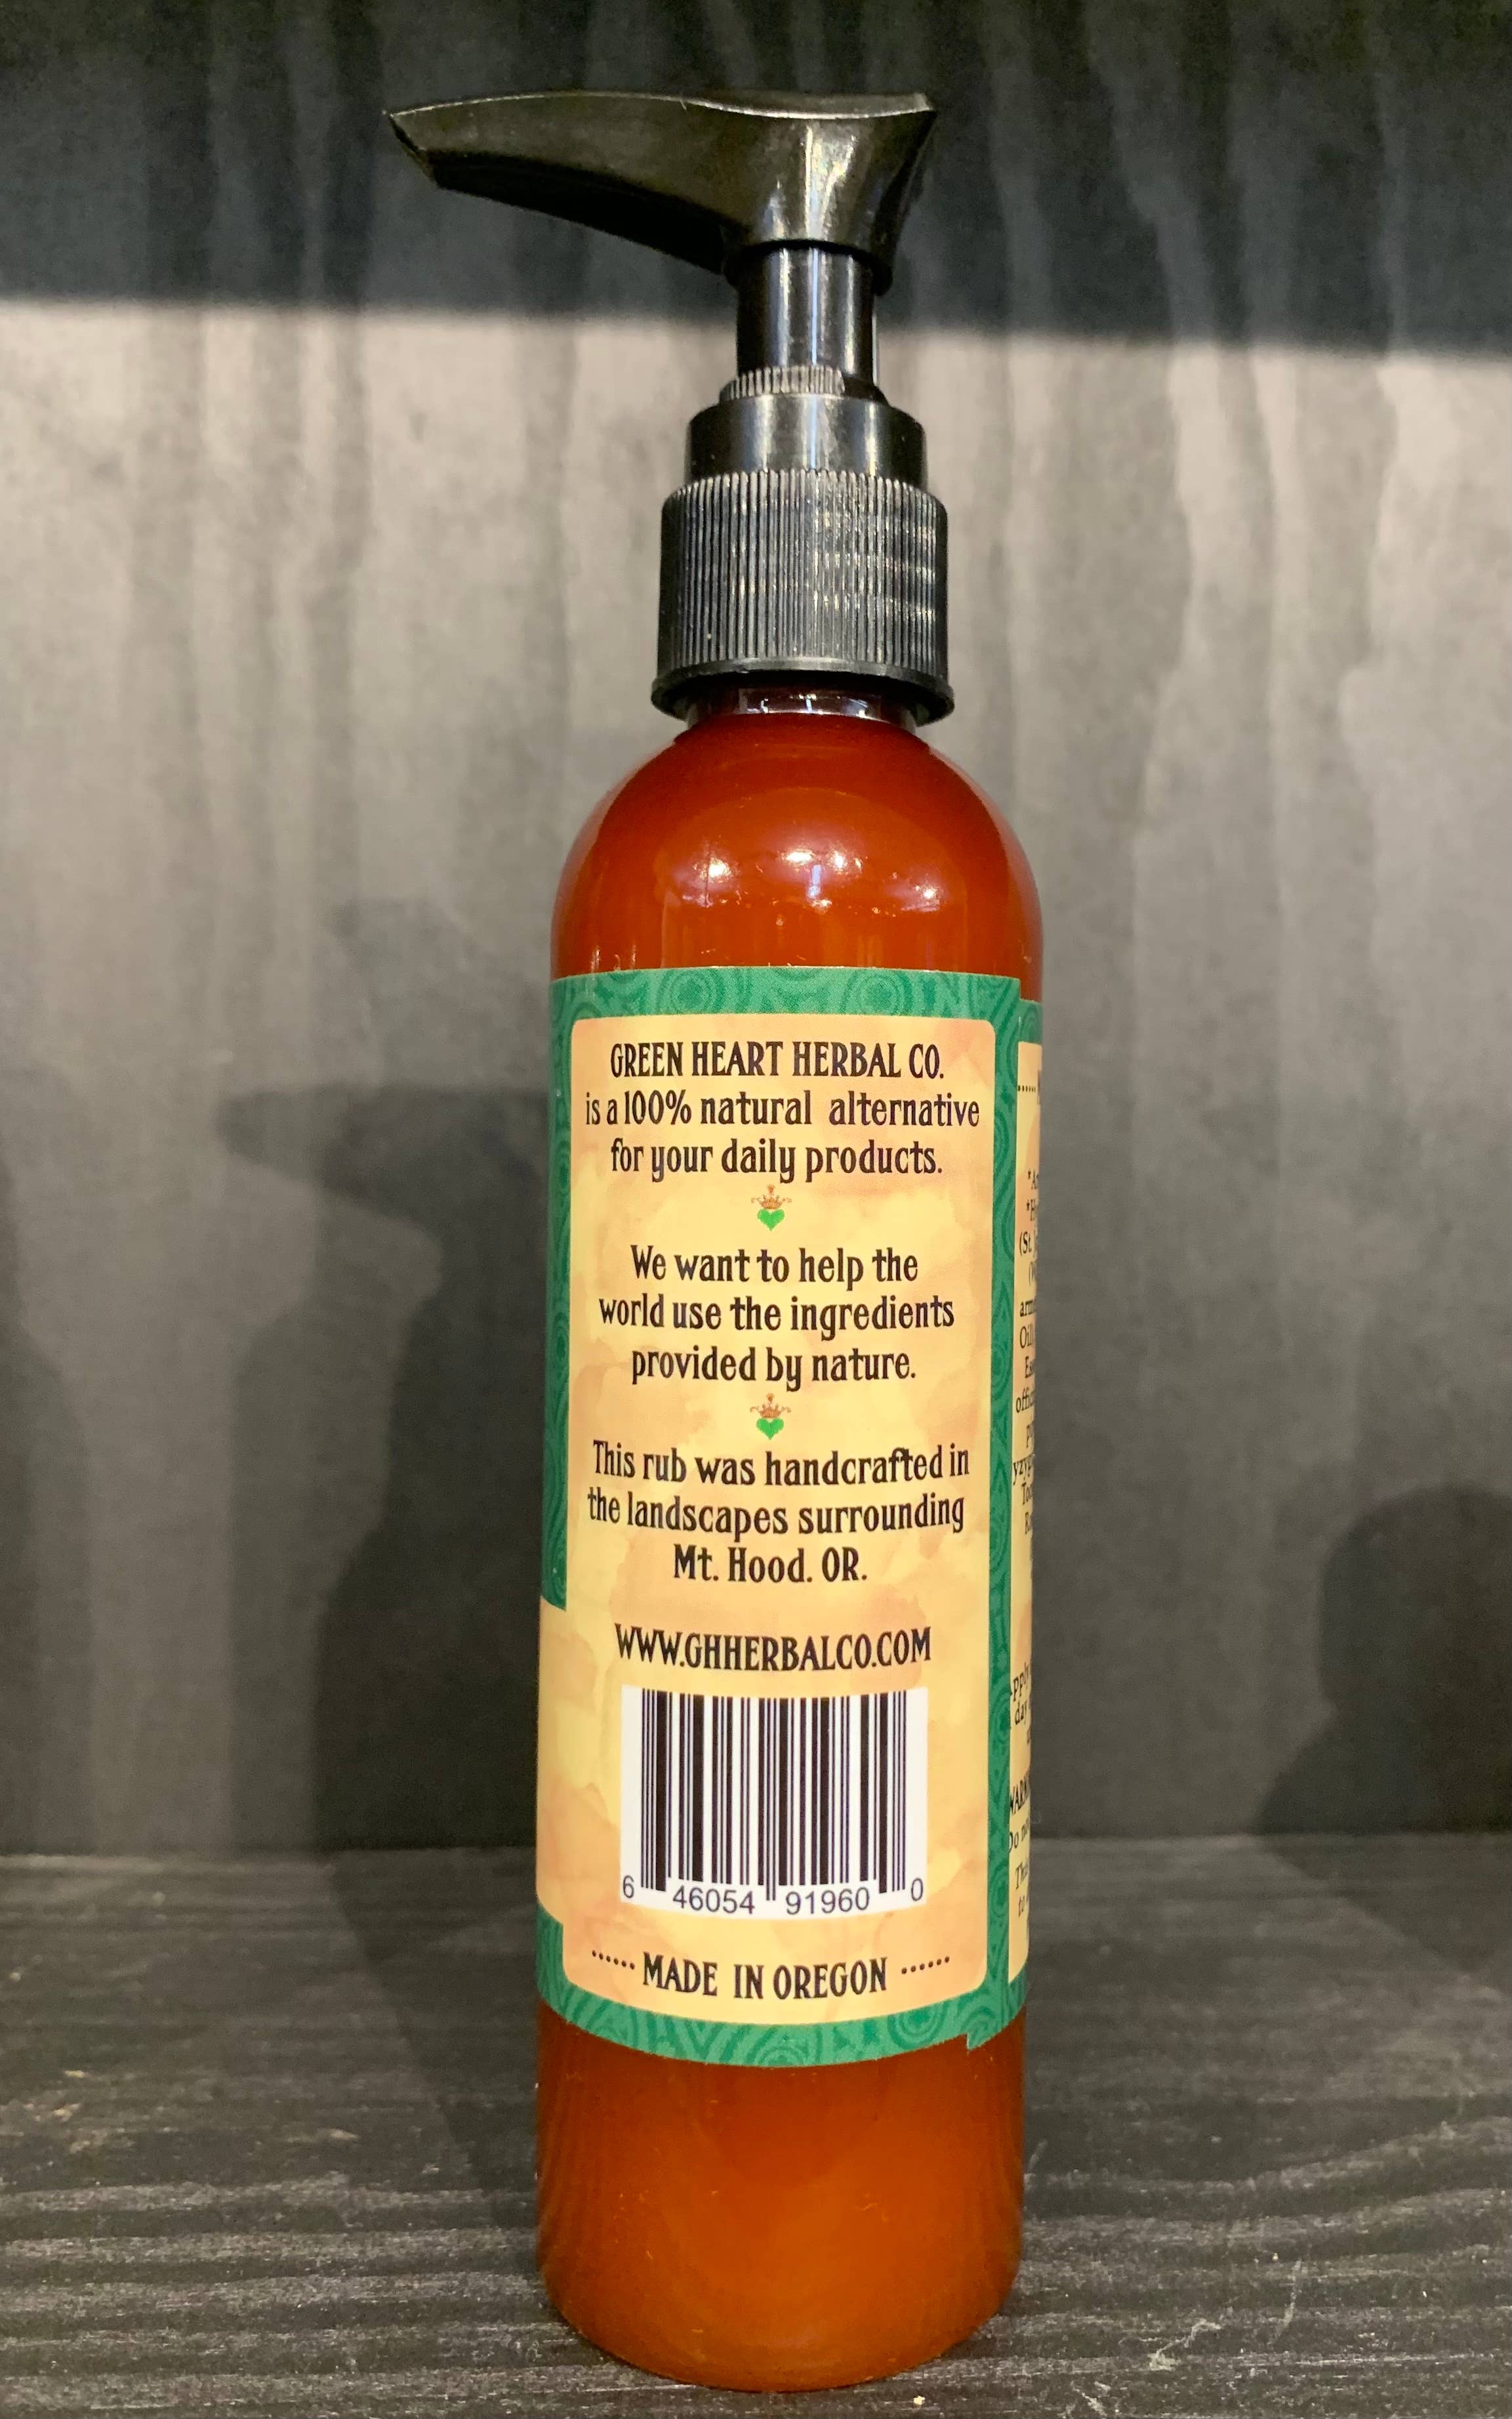 GREEN HEART HERBAL CO.
is a 100% natural alternative
for your daily products.
We want to help the
world use the ingredients
provided by nature.
This rub was handcrafted in
the landscapes surrounding
Mt. Hood. OR.
WWW.GHHERBALCO.COM
6 46054 91960 0
...... MADE IN OREGON ......
(St.